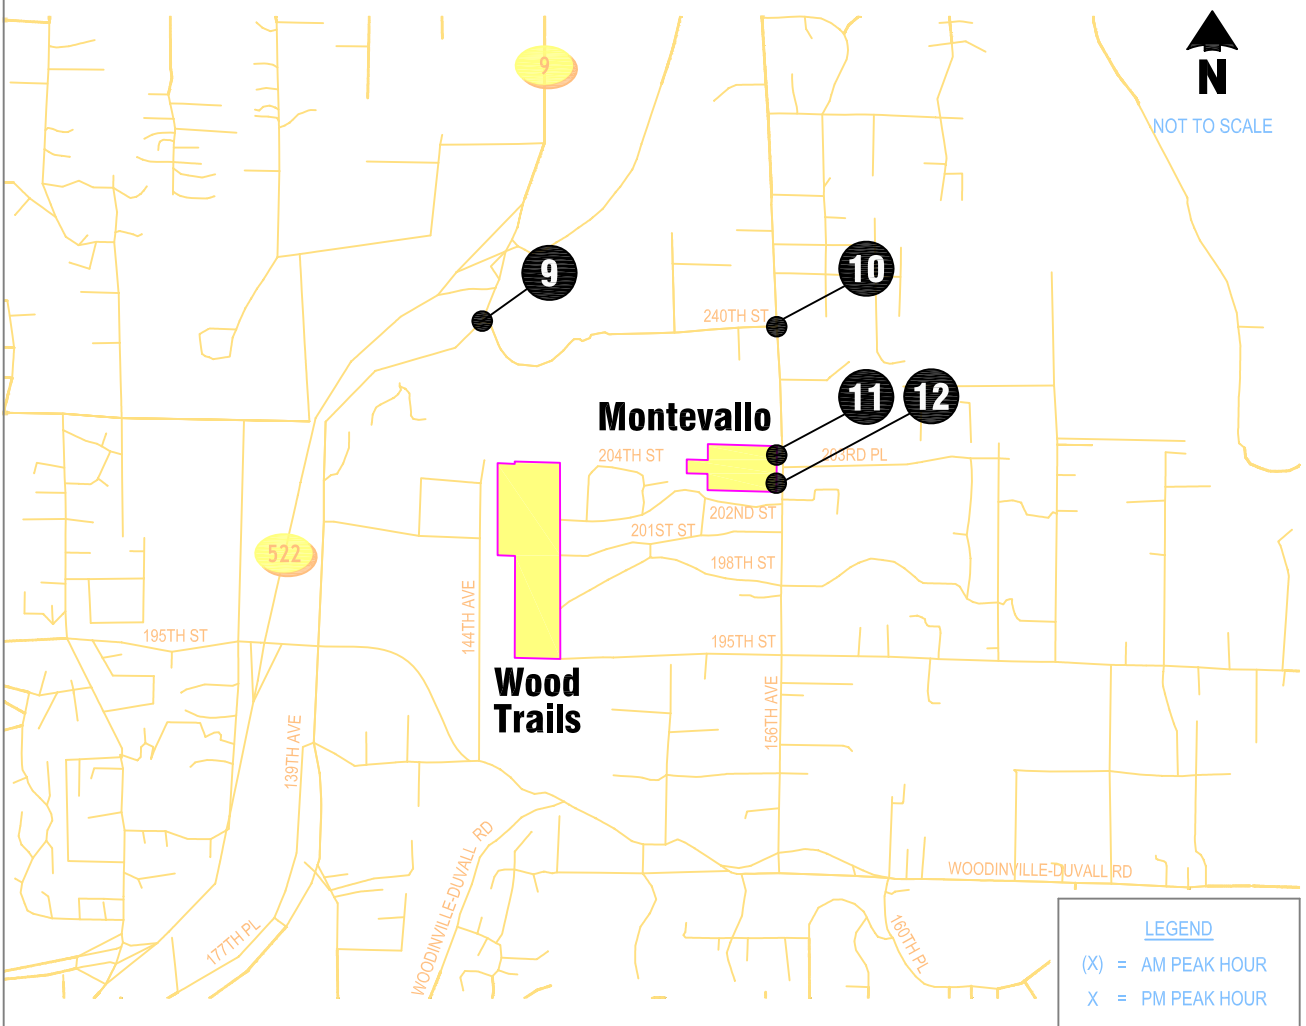 N
NOT TO SCALE
9
9
10
240TH ST
11
12
Montevallo
204TH ST
203RD PL
202ND ST
201ST ST
522
198TH ST
144TH AVE
195TH ST
195TH ST
Wood
Trails
156TH AVE
139TH AVE
WOODINVILLE-DUVALL RD
WOODINVILLE-DUVALL RD
177TH PL
160TH PL
LEGEND
(X) = AM PEAK HOUR
X = PM PEAK HOUR